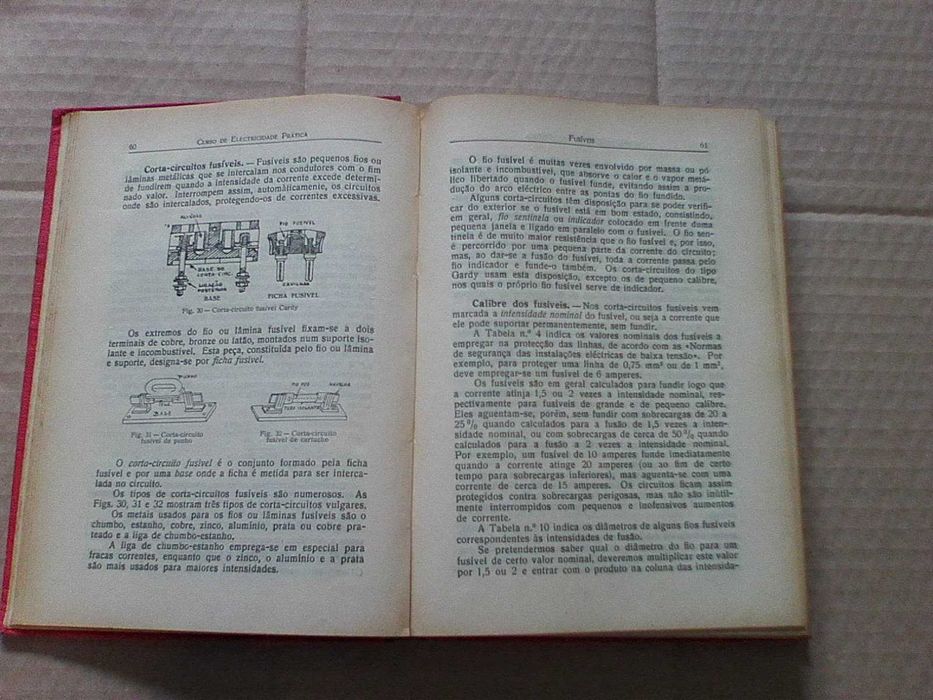 60 CURSO DE ELECTRICIDADE PRÁTICA
Corta-circuitos fusíveis. — Fusíveis são pequenos fios ou
lâminas metálicas que se intercalam nos condutores com o fim
de fundirem quando a intensidade da corrente excede determi-
nado valor. Interrompem assim, automàticamente, os circuitos
onde são intercalados, protegendo-os de correntes excessivas.
FIO FUSÍVEL
BASE DO
CORTA CIRC.
LIGAÇÃO
POSTERIOR
CAVILHAS
BASE
FICHA FUSÍVEL
Fig. 30 — Corta-circuito fusível Gardy
Os extremos do fio ou lâmina fusível fixam-se a dois
terminais de cobre, bronze ou latão, montados num suporte iso-
lante e incombustível. Esta peça, constituída pelo fio ou lâmina
e suporte, designa-se por ficha fusível.
PUNHO
BASE
FIO FUS.
NAVALHA
TUBO ISOLANTE
Fig. 31 — Corta-circuito
fusível de punho
Fig. 32 — Corta-circuito
fusível de cartucho
O corta-circuito fusível é o conjunto formado pela ficha
fusível e por uma base onde a ficha é metida para ser interca-
lada no circuito.
Os tipos de corta-circuitos fusíveis são numerosos. As
Figs. 30, 31 e 32 mostram três tipos de corta-circuitos vulgares.
Os metais usados para os fios ou lâminas fusíveis são o
chumbo, estanho, cobre, zinco, alumínio, prata ou cobre pra-
teado e a liga de chumbo-estanho.
A liga de chumbo-estanho emprega-se em especial para
fracas correntes, enquanto que o zinco, o alumínio e a prata
são mais usados para maiores intensidades.
FUSÍVEIS 61
O fio fusível é muitas vezes envolvido por massa ou pó
isolante e incombustível, que absorve o calor e o vapor metá-
lico libertado quando o fusível funde, evitando assim a pro-
dução do arco eléctrico entre as pontas do fio fundido.
Alguns corta-circuitos têm disposição para se poder verifi-
car do exterior se o fusível está em bom estado, consistindo,
em geral, fio sentinela ou indicador colocado em frente duma
pequena janela e ligado em paralelo com o fusível. O fio sen-
tinela é de muito maior resistência que o fio fusível e, por isso,
é percorrido por uma pequena parte da corrente do circuito;
mas, ao dar-se a fusão do fusível, toda a corrente passa pelo
fio indicador e funde-o também. Os corta-circuitos do tipo
Gardy usam esta disposição, excepto os de pequeno calibre,
nos quais o próprio fio fusível serve de indicador.
Calibre dos fusíveis. — Nos corta-circuitos fusíveis vem
marcada a intensidade nominal do fusível, ou seja a corrente que
ele pode suportar permanentemente, sem fundir.
A Tabela n.º 4 indica os valores nominais dos fusíveis a
empregar na protecção das linhas, de acordo com as «Normas
de segurança das instalações eléctricas de baixa tensão». Por
exemplo, para proteger uma linha de 0,75 mm² ou de 1 mm²,
deve empregar-se um fusível de 6 amperes.
Os fusíveis são em geral calculados para fundir logo que
a corrente atinja 1,5 ou 2 vezes a intensidade nominal, res-
pectivamente para fusíveis de grande e de pequeno calibre.
Eles aguentam-se, porém, sem fundir com sobrecargas de 20 a
25 % quando calculados para a fusão de 1,5 vezes a inten-
sidade nominal, ou com sobrecargas de cerca de 50 % quando
calculados para a fusão a 2 vezes a intensidade nominal.
Por exemplo, um fusível de 10 amperes funde imediatamente
quando a corrente atinge 20 amperes (ou ao fim de certo
tempo para sobrecargas inferiores), mas aguenta-se com uma
corrente de cerca de 15 amperes. Os circuitos ficam assim
protegidos contra sobrecargas perigosas, mas não são inùtil-
mente interrompidos com pequenos e inofensivos aumentos
de corrente.
A Tabela n.º 10 indica os diâmetros de alguns fios fusíveis
correspondentes às intensidades de fusão.
Se pretendermos saber qual o diâmetro do fio para um
fusível de certo valor nominal, deveremos multiplicar este valor
por 1,5 ou 2 e entrar com o produto na coluna das intensida-